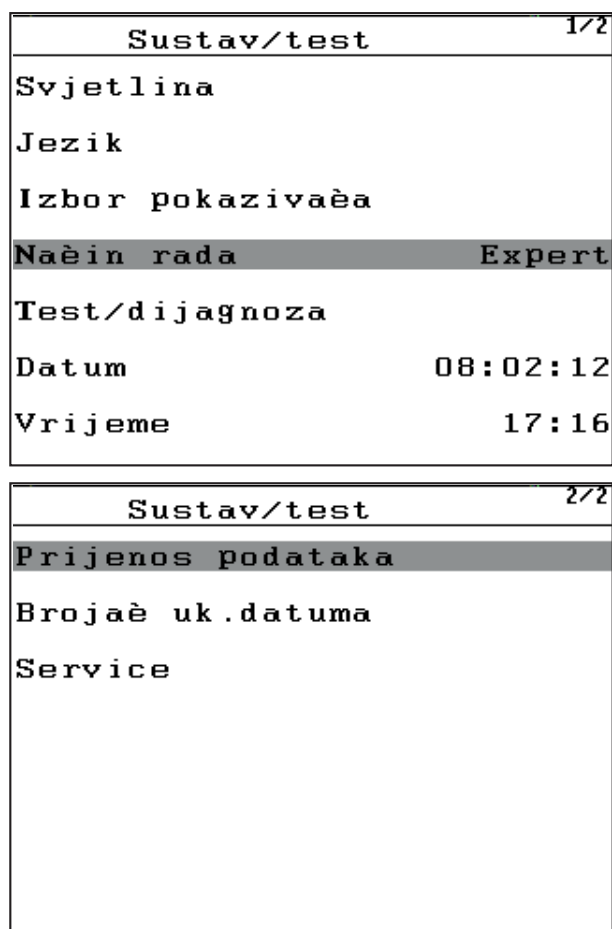 Sustav/test 1/2
Svjetlina
Jezik
Izbor pokazivaèa
Naèin rada Expert
Test/dijagnoza
Datum 08:02:12
Vrijeme 17:16
Sustav/test 2/2
Prijenos podataka
Brojaè uk.datuma
Service